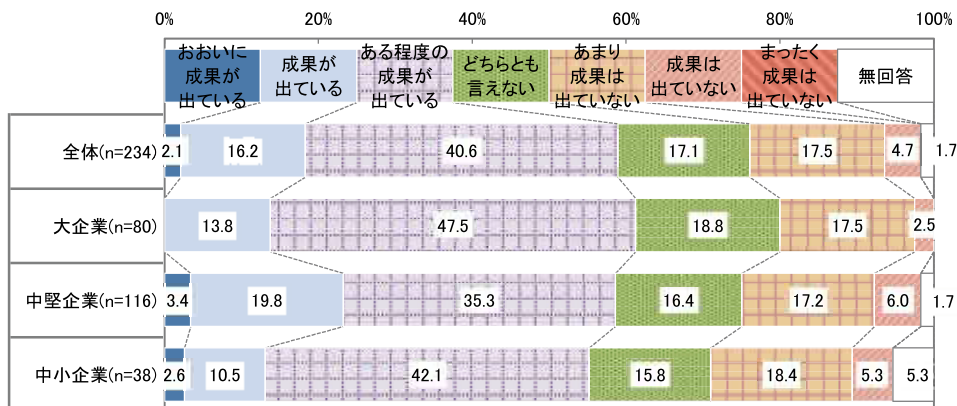 0% 20% 40% 60% 80% 100%
おおいに成果が出ている
成果が出ている
ある程度の成果が出ている
どちらとも言えない
あまり成果は出ていない
成果は出ていない
まったく成果は出ていない
無回答
全体(n=234) 2.1 16.2 40.6 17.1 17.5 4.7 1.7
大企業(n=80) 13.8 47.5 18.8 17.5 2.5
中堅企業(n=116) 3.4 19.8 35.3 16.4 17.2 6.0 1.7
中小企業(n=38) 2.6 10.5 42.1 15.8 18.4 5.3 5.3